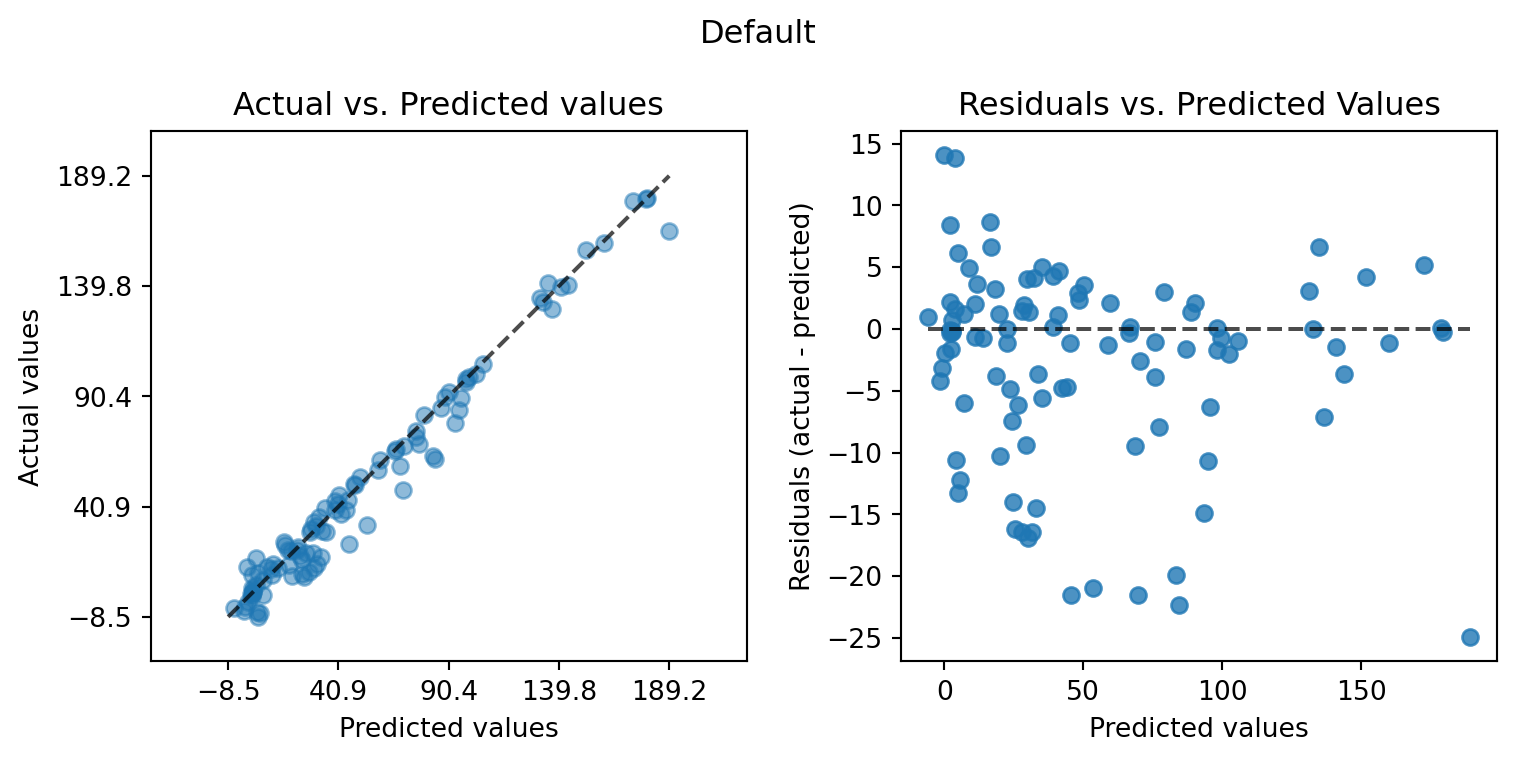 Default
Actual vs. Predicted values
Actual values
189.2
139.8
90.4
40.9
−8.5
−8.5 40.9 90.4 139.8 189.2
Predicted values
Residuals vs. Predicted Values
Residuals (actual - predicted)
15
10
5
0
−5
−10
−15
−20
−25
0 50 100 150
Predicted values